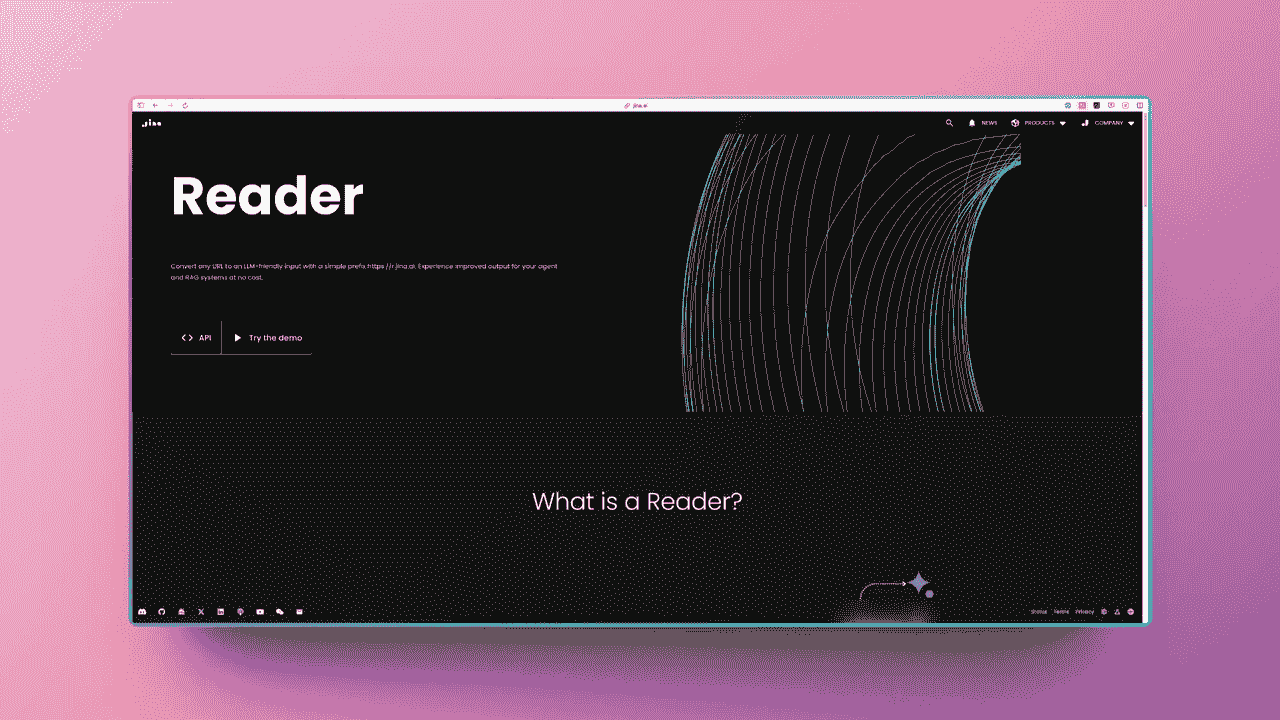 jina.ai
Jina
NEWS
PRODUCTS
COMPANY
Reader
Convert any URL to an LLM-friendly input with a simple prefix https://r.jina.ai. Experience improved output for your agent
and RAG systems at no cost.
API
Try the demo
What is a Reader?
Status Terms Privacy